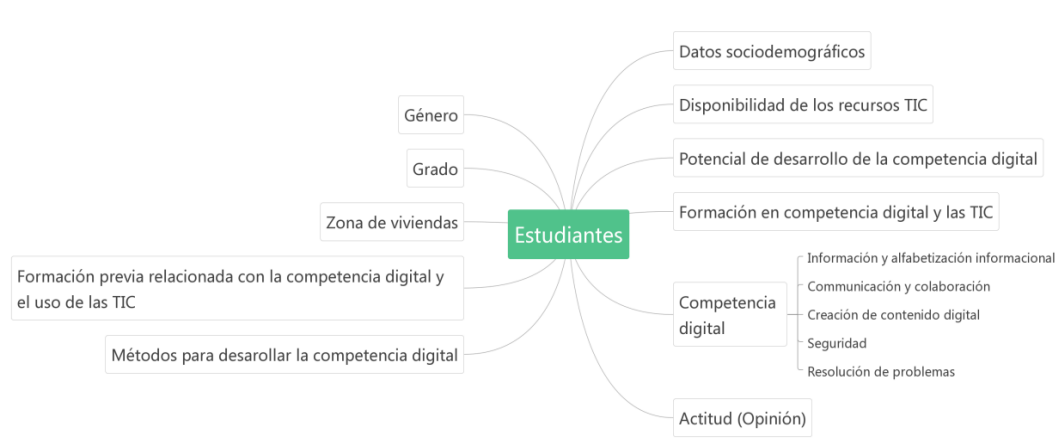 Datos sociodemográficos
Disponibilidad de los recursos TIC
Potencial de desarrollo de la competencia digital
Formación en competencia digital y las TIC
Competencia
digital
Información y alfabetización informacional
Communicación y colaboración
Creación de contenido digital
Seguridad
Resolución de problemas
Actitud (Opinión)
Estudiantes
Género
Grado
Zona de viviendas
Formación previa relacionada con la competencia digital y
el uso de las TIC
Métodos para desarollar la competencia digital